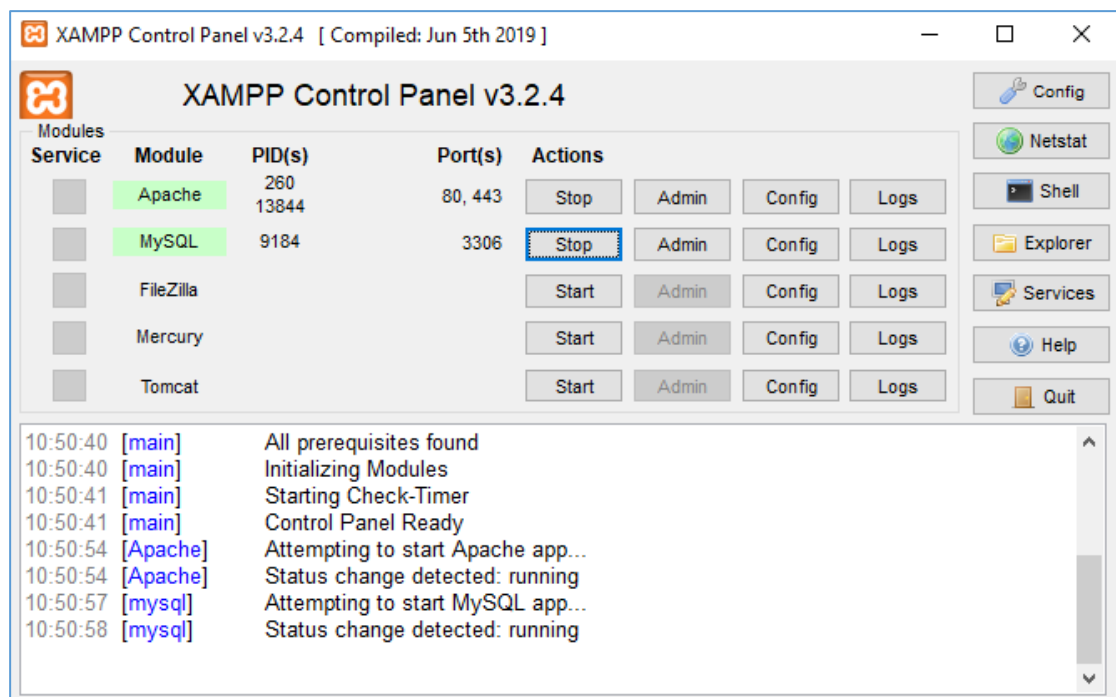 XAMPP Control Panel v3.2.4 [ Compiled: Jun 5th 2019 ]
XAMPP Control Panel v3.2.4
Config
Modules
Netstat
Service Module PID(s) Port(s) Actions
Apache 260 13844 80, 443 Stop Admin Config Logs
Shell
MySQL 9184 3306 Stop Admin Config Logs
Explorer
FileZilla Start Admin Config Logs
Services
Mercury Start Admin Config Logs
Help
Tomcat Start Admin Config Logs
Quit
10:50:40 [main] All prerequisites found
10:50:40 [main] Initializing Modules
10:50:41 [main] Starting Check-Timer
10:50:41 [main] Control Panel Ready
10:50:54 [Apache] Attempting to start Apache app...
10:50:54 [Apache] Status change detected: running
10:50:57 [mysql] Attempting to start MySQL app...
10:50:58 [mysql] Status change detected: running